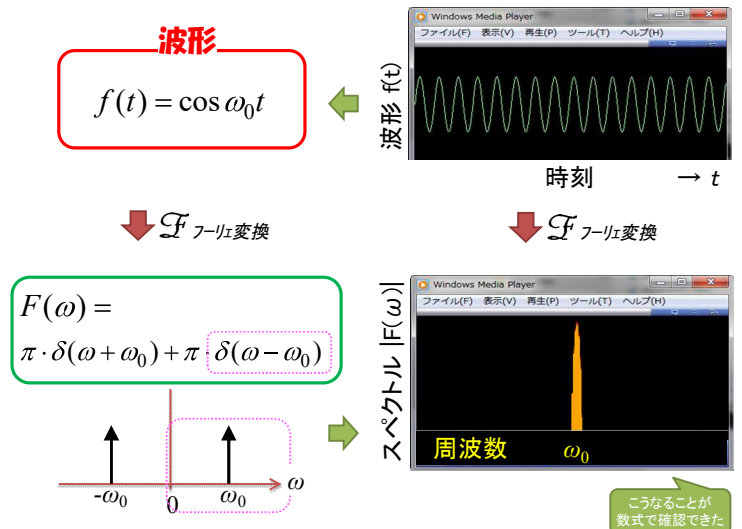 波形
f(t) = cos ω₀t
Windows Media Player
ファイル(F) 表示(V) 再生(P) ツール(T) ヘルプ(H)
波形 f(t)
時刻 → t
ℱ フーリェ変換
ℱ フーリェ変換
F(ω) =
π·δ(ω+ω₀)+π·δ(ω−ω₀)
-ω₀ 0 ω₀ ω
Windows Media Player
ファイル(F) 表示(V) 再生(P) ツール(T) ヘルプ(H)
スペクトル |F(ω)|
周波数 ω₀
こうなることが
数式で確認できた